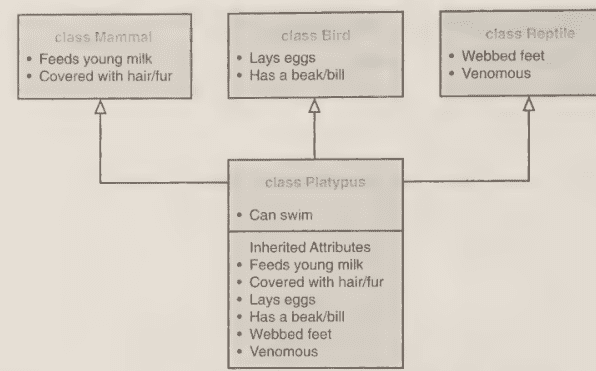 class Mammal
• Feeds young milk
• Covered with hair/fur
class Bird
• Lays eggs
• Has a beak/bill
class Reptile
• Webbed feet
• Venomous
class Platypus
• Can swim
Inherited Attributes
• Feeds young milk
• Covered with hair/fur
• Lays eggs
• Has a beak/bill
• Webbed feet
• Venomous